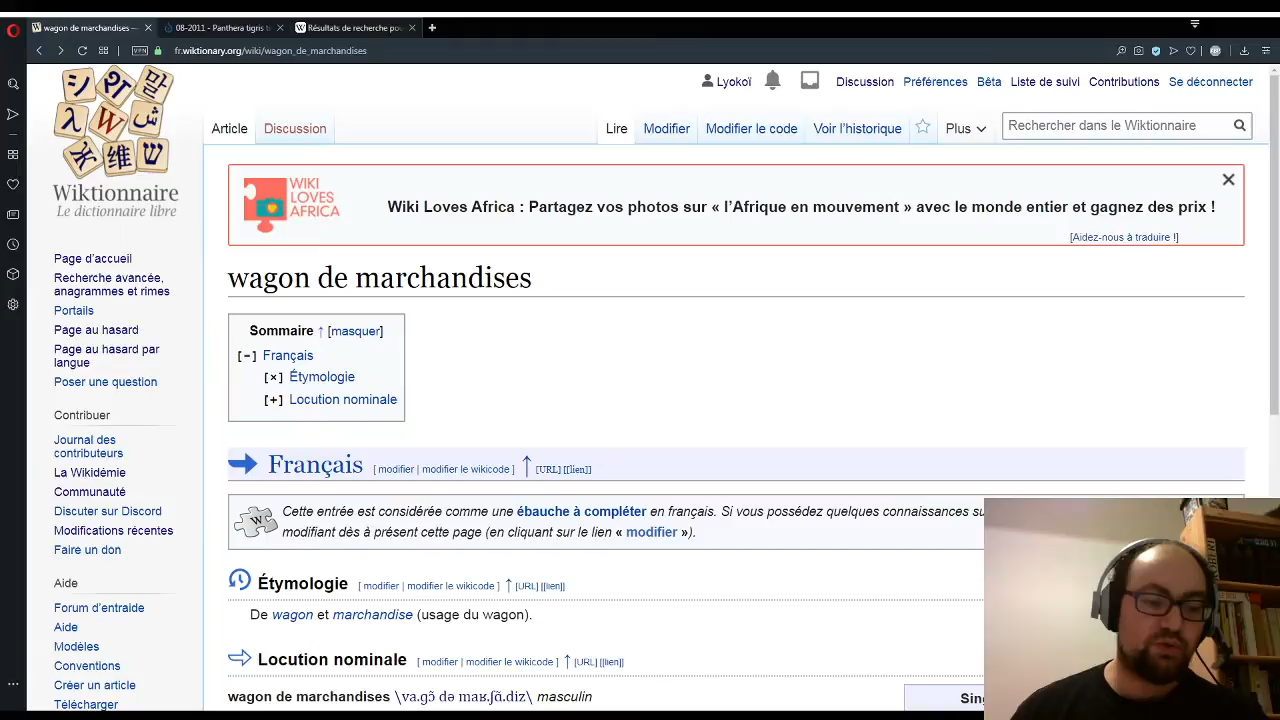 wagon de marchandises —
08-2011 - Panthera tigris ti
Résultats de recherche pou
VPN
fr.wiktionary.org/wiki/wagon_de_marchandises
Lyokoï
Discussion
Préférences
Bêta
Liste de suivi
Contributions
Se déconnecter
Article
Discussion
Lire
Modifier
Modifier le code
Voir l’historique
Plus
Rechercher dans le Wiktionnaire
Wiktionnaire
Le dictionnaire libre
Page d’accueil
Recherche avancée,
anagrammes et rimes
Portails
Page au hasard
Page au hasard par
langue
Poser une question
Contribuer
Journal des
contributeurs
La Wikidémie
Communauté
Discuter sur Discord
Modifications récentes
Faire un don
Aide
Forum d’entraide
Aide
Modèles
Conventions
Créer un article
Télécharger
WIKI
LOVES
AFRICA
Wiki Loves Africa : Partagez vos photos sur « l’Afrique en mouvement » avec le monde entier et gagnez des prix !
[Aidez-nous à traduire !]
wagon de marchandises
Sommaire ↑ [masquer]
[−] Français
[×] Étymologie
[+] Locution nominale
Français [ modifier | modifier le wikicode ] ↑ [URL] [[lien]]
Cette entrée est considérée comme une ébauche à compléter en français. Si vous possédez quelques connaissances su
modifiant dès à présent cette page (en cliquant sur le lien « modifier »).
Étymologie [ modifier | modifier le wikicode ] ↑ [URL] [[lien]]
De wagon et marchandise (usage du wagon).
Locution nominale [ modifier | modifier le wikicode ] ↑ [URL] [[lien]]
wagon de marchandises \va.ɡɔ̃ də maʁ.ʃɑ̃.diz\ masculin
Sing